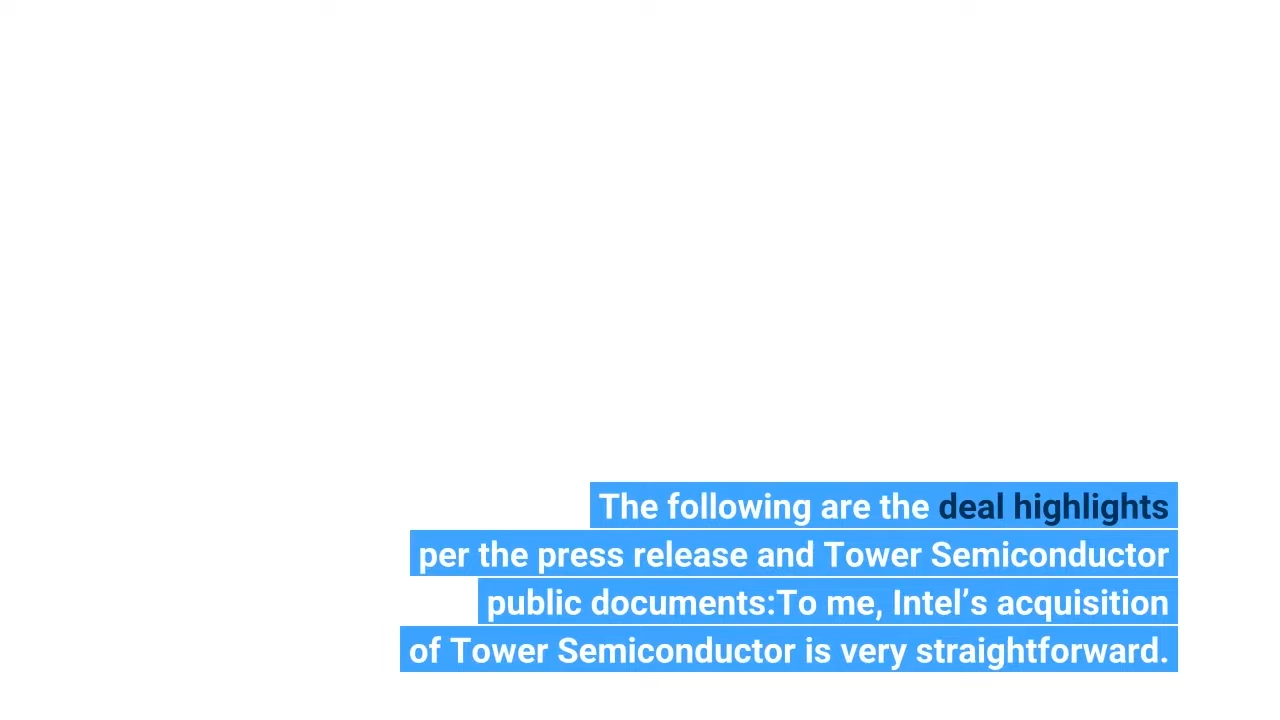 The following are the deal highlights
per the press release and Tower Semiconductor
public documents:To me, Intel’s acquisition
of Tower Semiconductor is very straightforward.